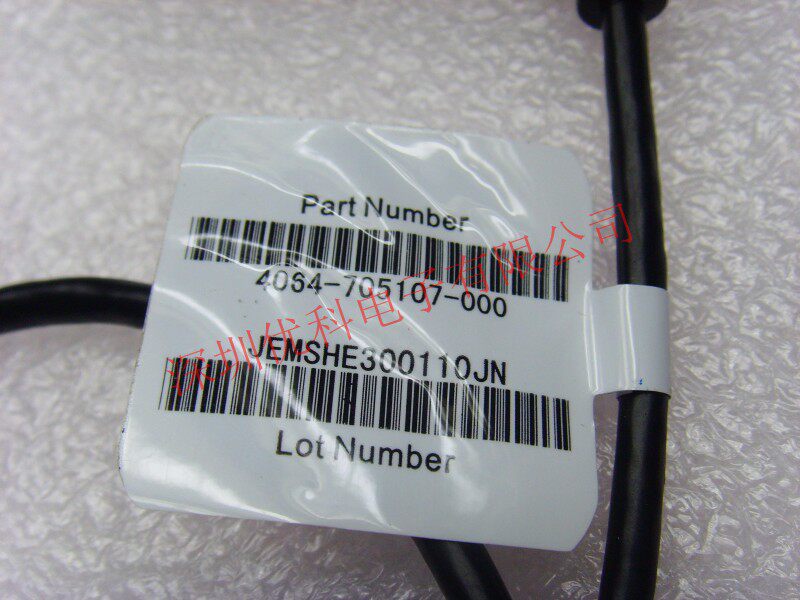 Part Number
4064-705107-000
JEMSHE300110JN
Lot Number
深圳优科电子有限公司